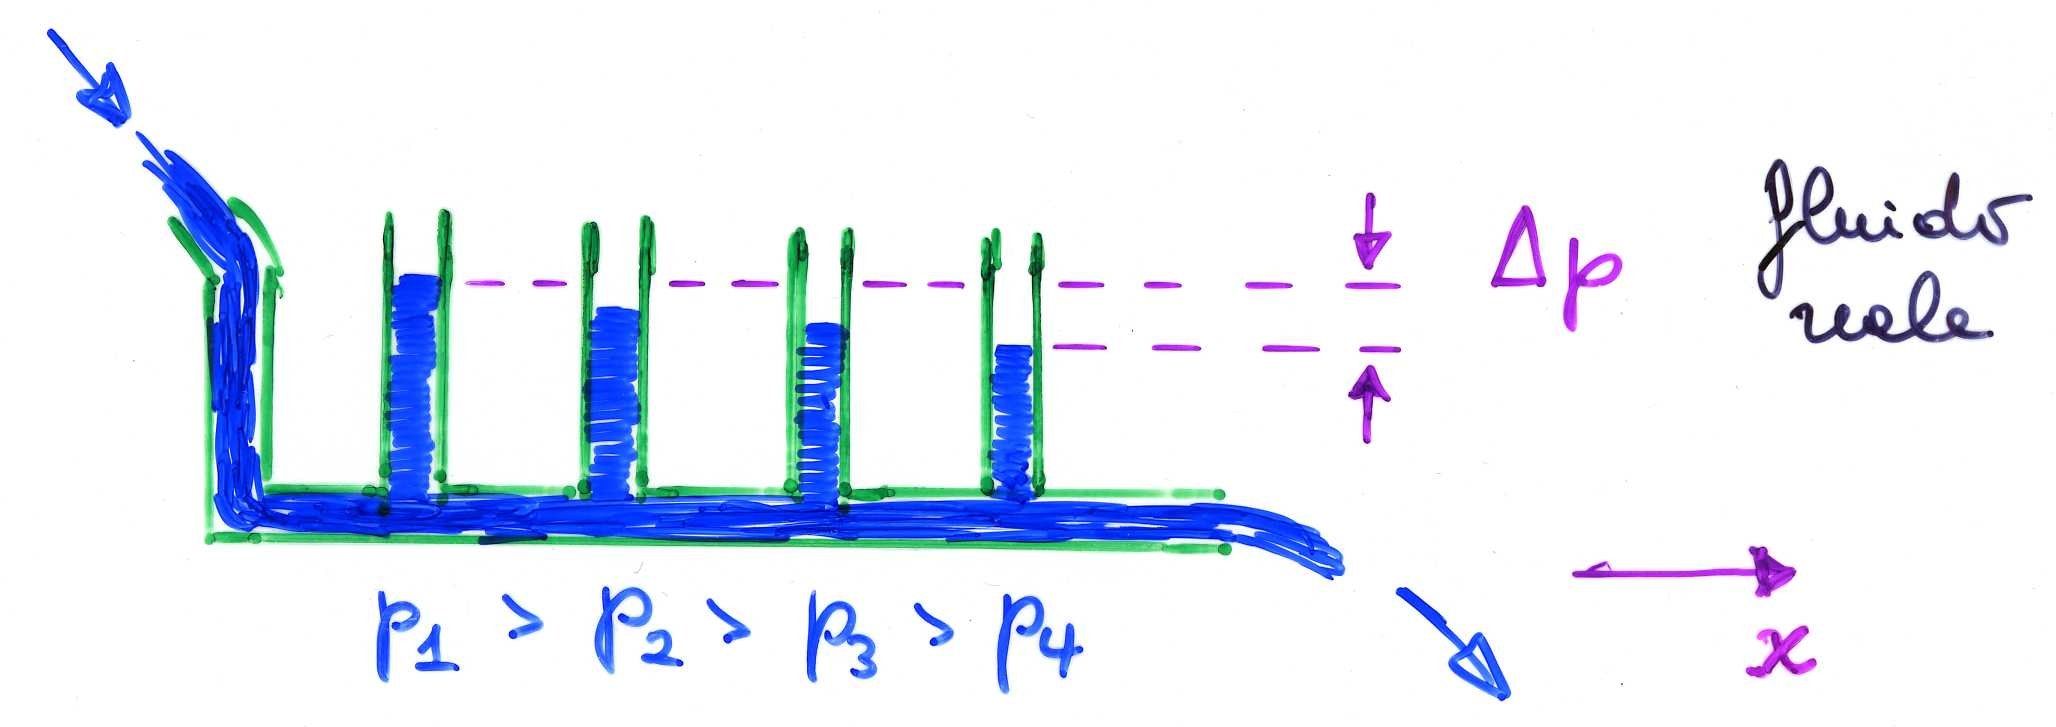 Δp
fluido
reale
p1 > p2 > p3 > p4
x